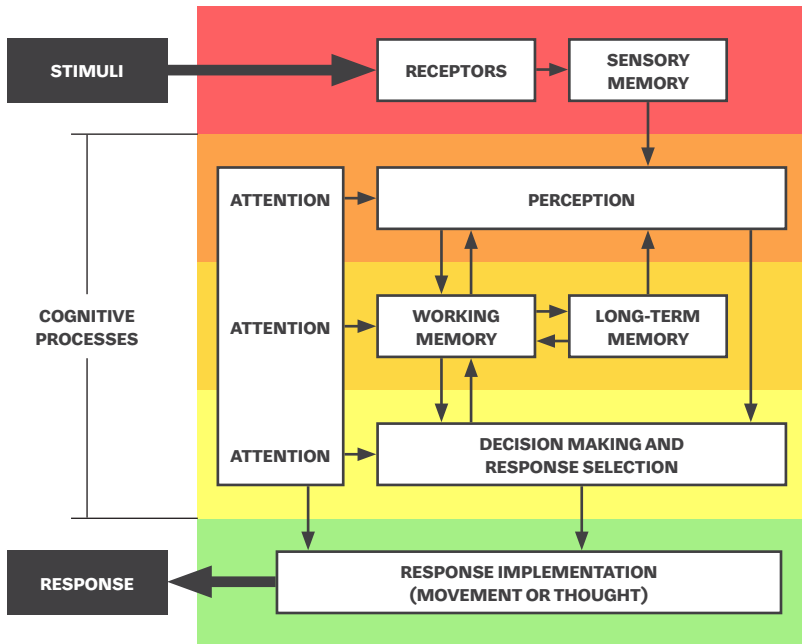 STIMULI
RECEPTORS
SENSORY
MEMORY
ATTENTION
PERCEPTION
COGNITIVE
PROCESSES
ATTENTION
WORKING
MEMORY
LONG-TERM
MEMORY
ATTENTION
DECISION MAKING AND
RESPONSE SELECTION
RESPONSE
RESPONSE IMPLEMENTATION
(MOVEMENT OR THOUGHT)